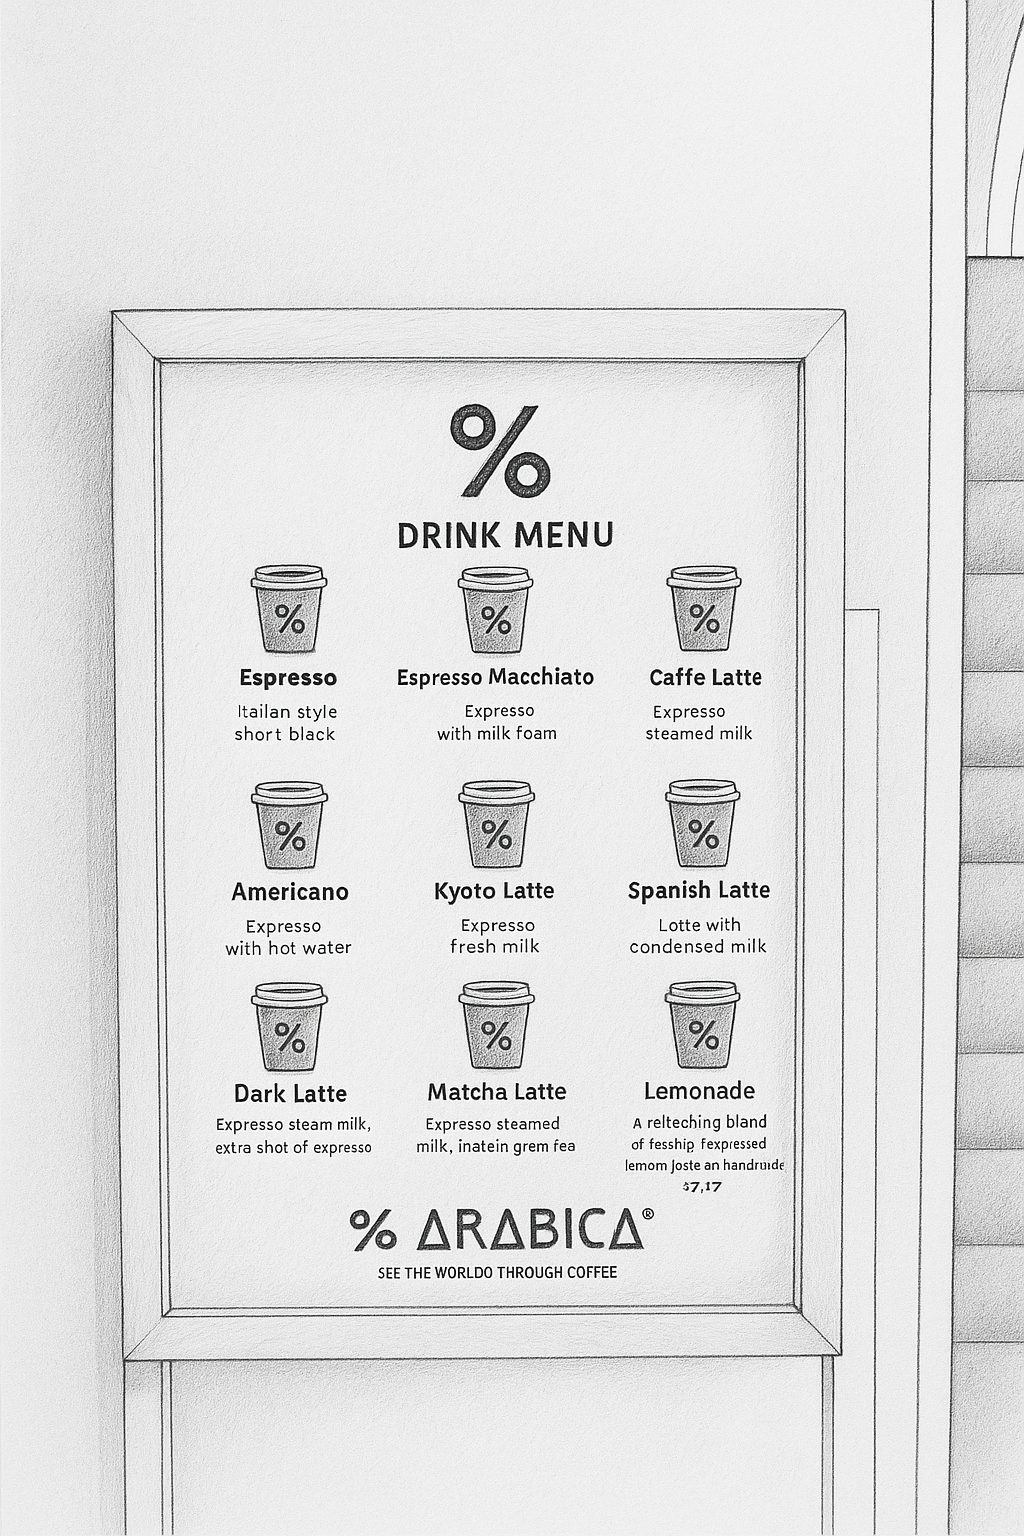 %
DRINK MENU
%
%
%
Espresso
Espresso Macchiato
Caffe Latte
Itailan style
short black
Expresso
with milk foam
Expresso
steamed milk
%
%
%
Americano
Kyoto Latte
Spanish Latte
Expresso
with hot water
Expresso
fresh milk
Lotte with
condensed milk
%
%
%
Dark Latte
Matcha Latte
Lemonade
Expresso steam milk,
extra shot of expresso
Expresso steamed
milk, inatein grem fea
A relteching bland
of fesship fexpressed
lemom Joste an
$7,17
% ARABICA®
SEE THE WORLDO THROUGH COFFEE